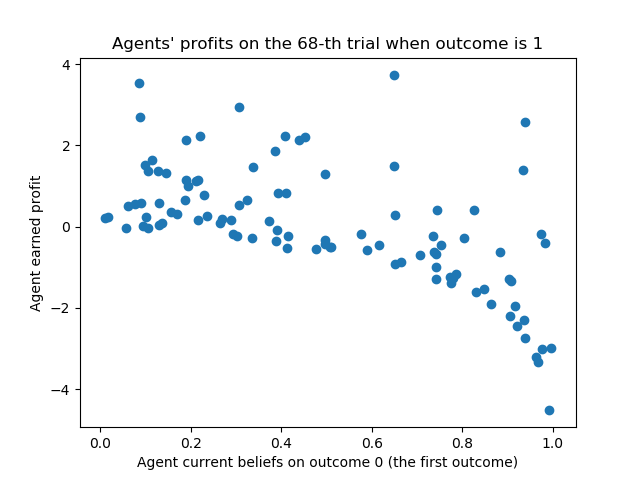 Agents' profits on the 68-th trial when outcome is 1
4
2
0
−2
−4
Agent earned profit
0.0 0.2 0.4 0.6 0.8 1.0
Agent current beliefs on outcome 0 (the first outcome)